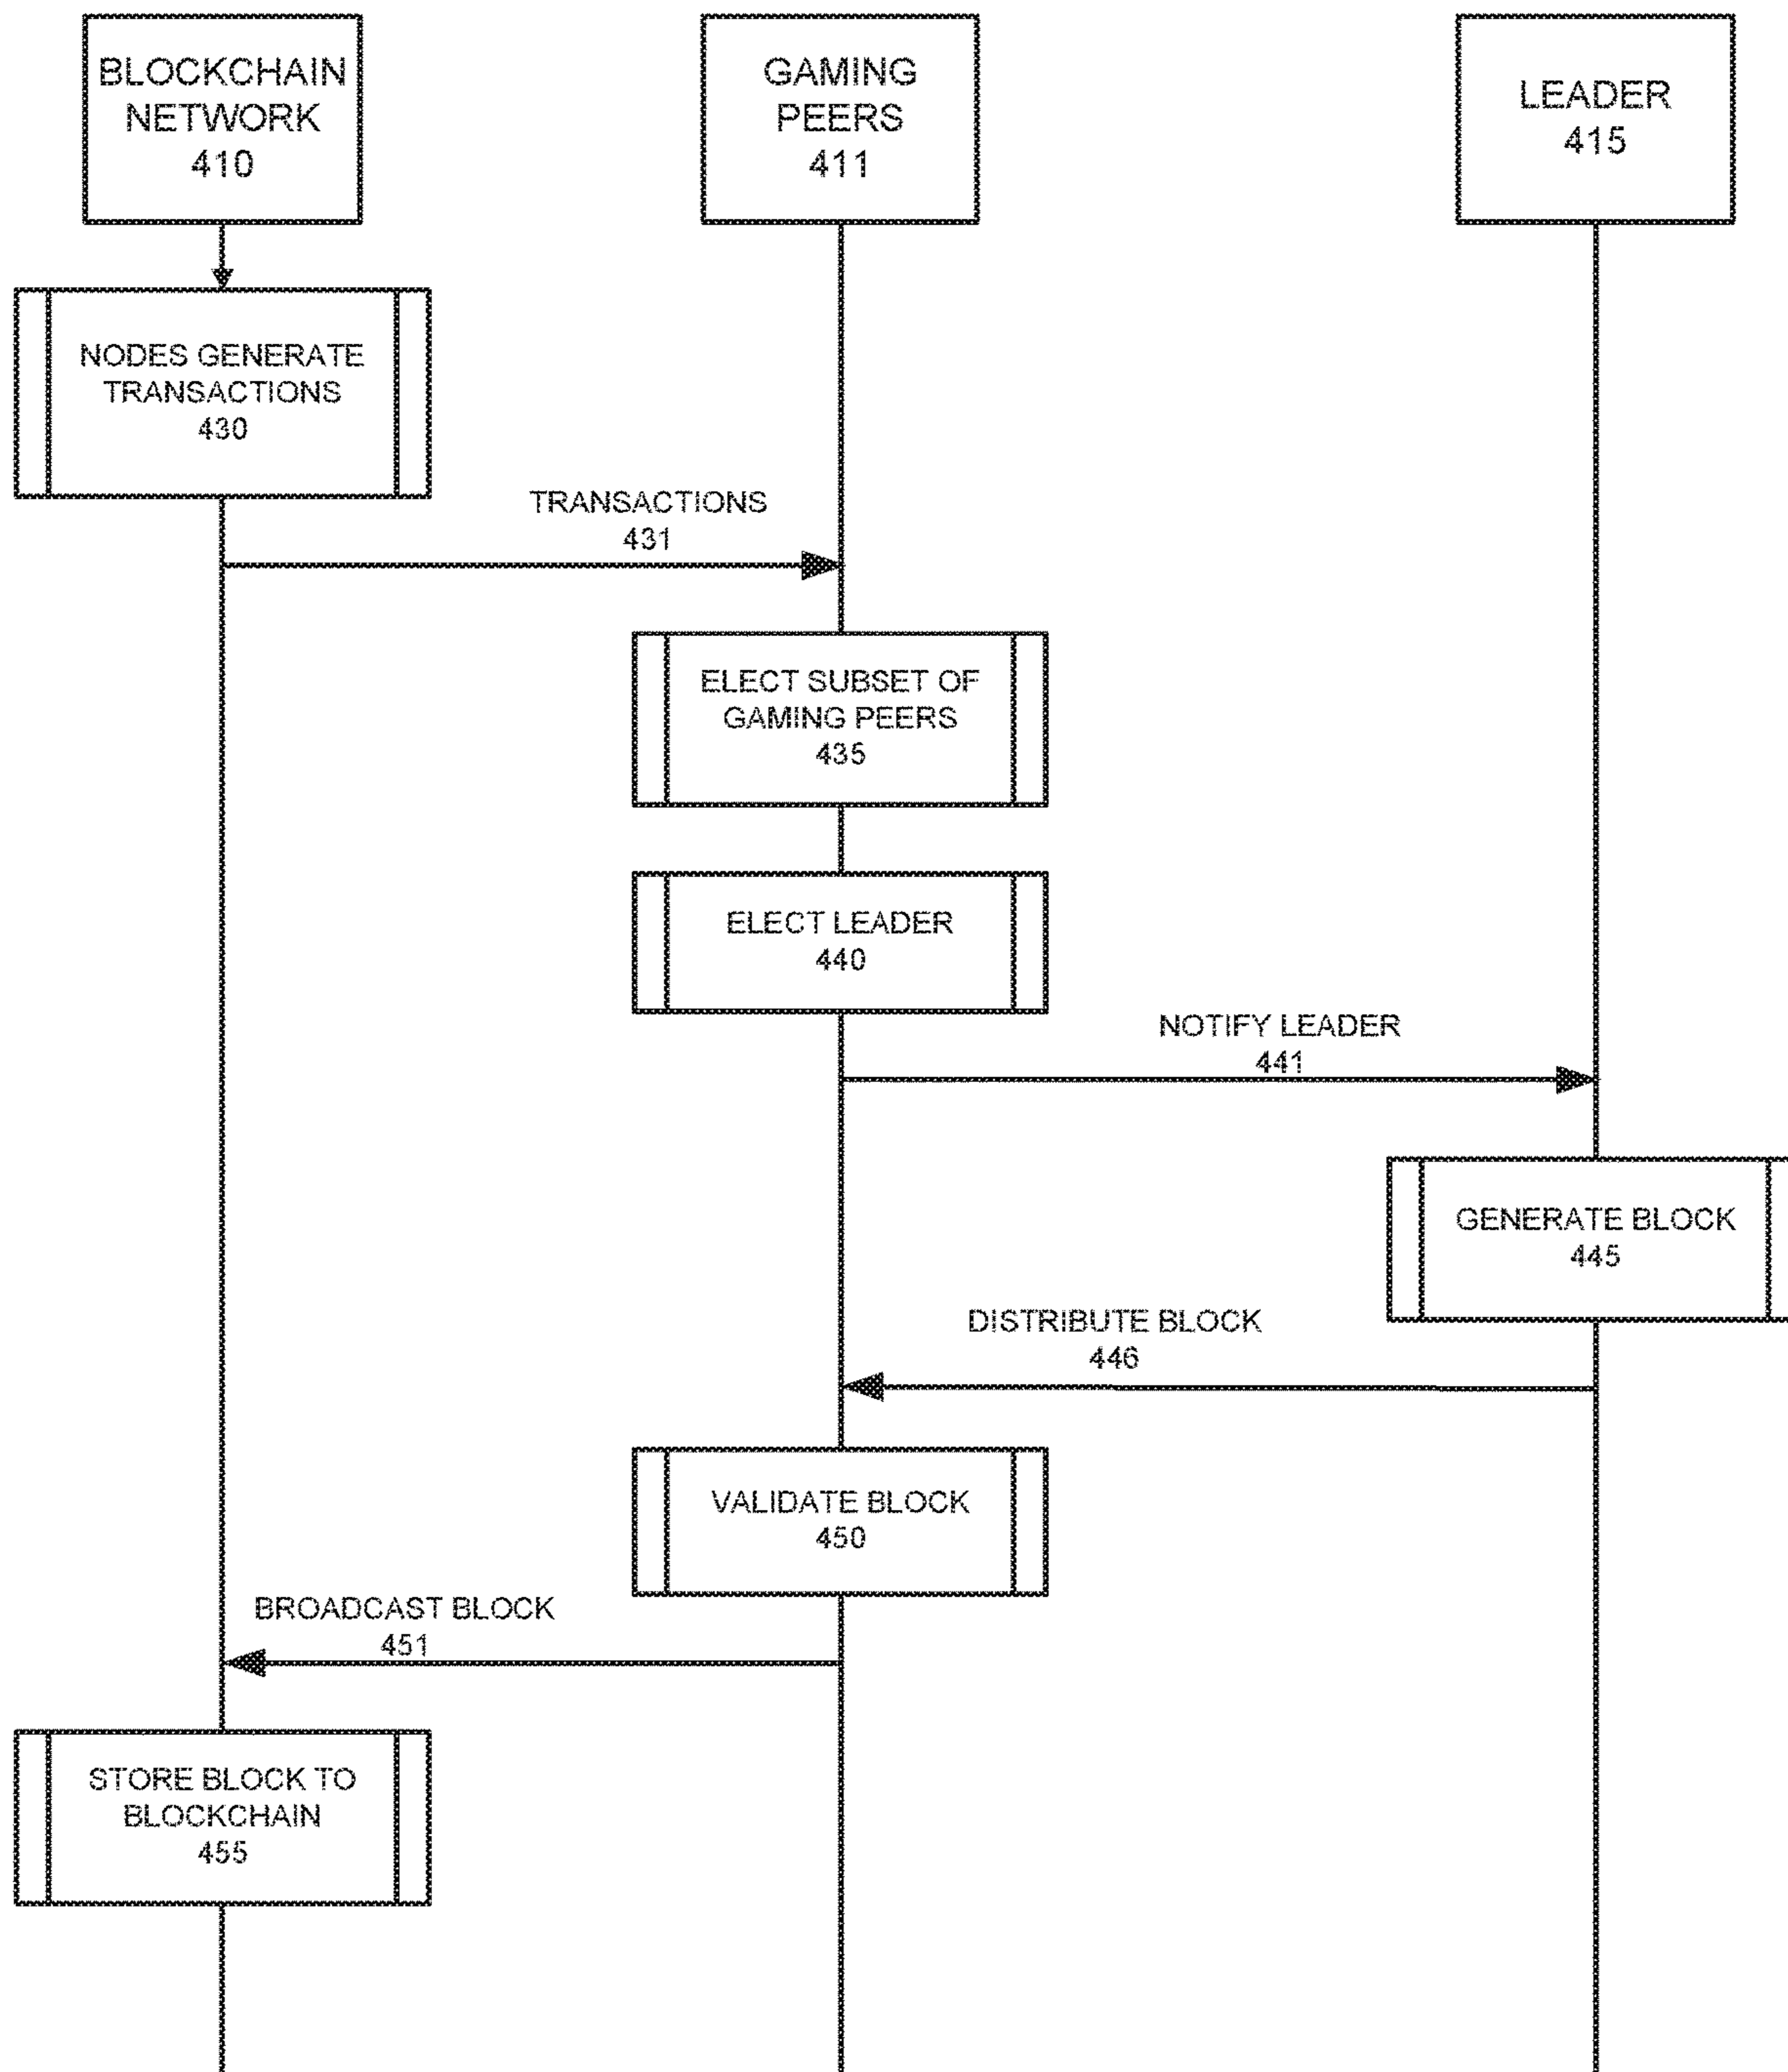 BLOCKCHAIN
NETWORK
410
GAMING
PEERS
411
LEADER
415
NODES GENERATE
TRANSACTIONS
430
TRANSACTIONS
431
ELECT SUBSET OF
GAMING PEERS
435
ELECT LEADER
440
NOTIFY LEADER
441
GENERATE BLOCK
445
DISTRIBUTE BLOCK
446
VALIDATE BLOCK
450
BROADCAST BLOCK
451
STORE BLOCK TO
BLOCKCHAIN
455